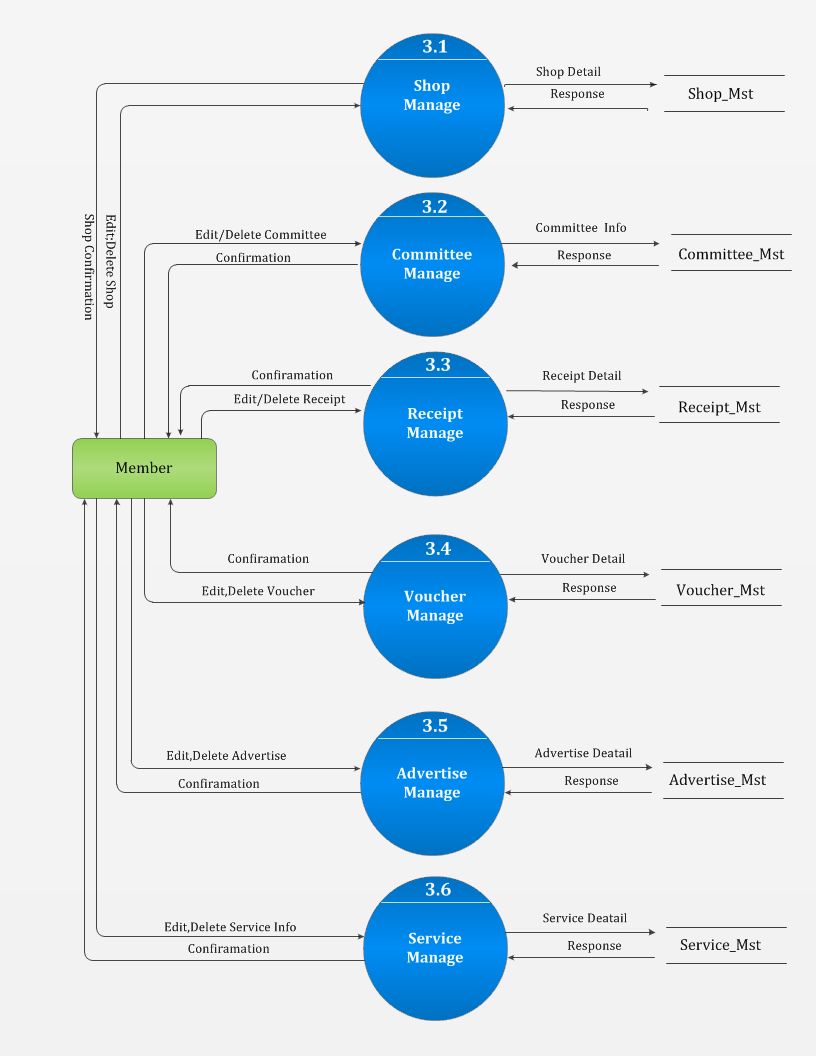 3.1
Shop
Manage
Shop Detail
Response
Shop_Mst
Shop Confirmation
Edit;Delete Shop
3.2
Committee
Manage
Edit/Delete Committee
Confirmation
Committee Info
Response
Committee_Mst
3.3
Receipt
Manage
Confiramation
Edit/Delete Receipt
Receipt Detail
Response
Receipt_Mst
Member
3.4
Voucher
Manage
Confiramation
Edit,Delete Voucher
Voucher Detail
Response
Voucher_Mst
3.5
Advertise
Manage
Edit,Delete Advertise
Confiramation
Advertise Deatail
Response
Advertise_Mst
3.6
Service
Manage
Edit,Delete Service Info
Confiramation
Service Deatail
Response
Service_Mst